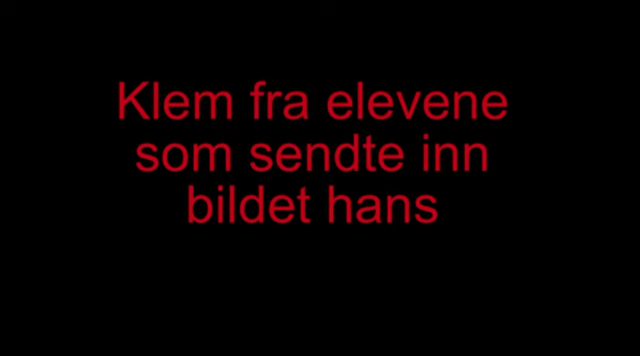 Klem fra elevene
som sendte inn
bildet hans